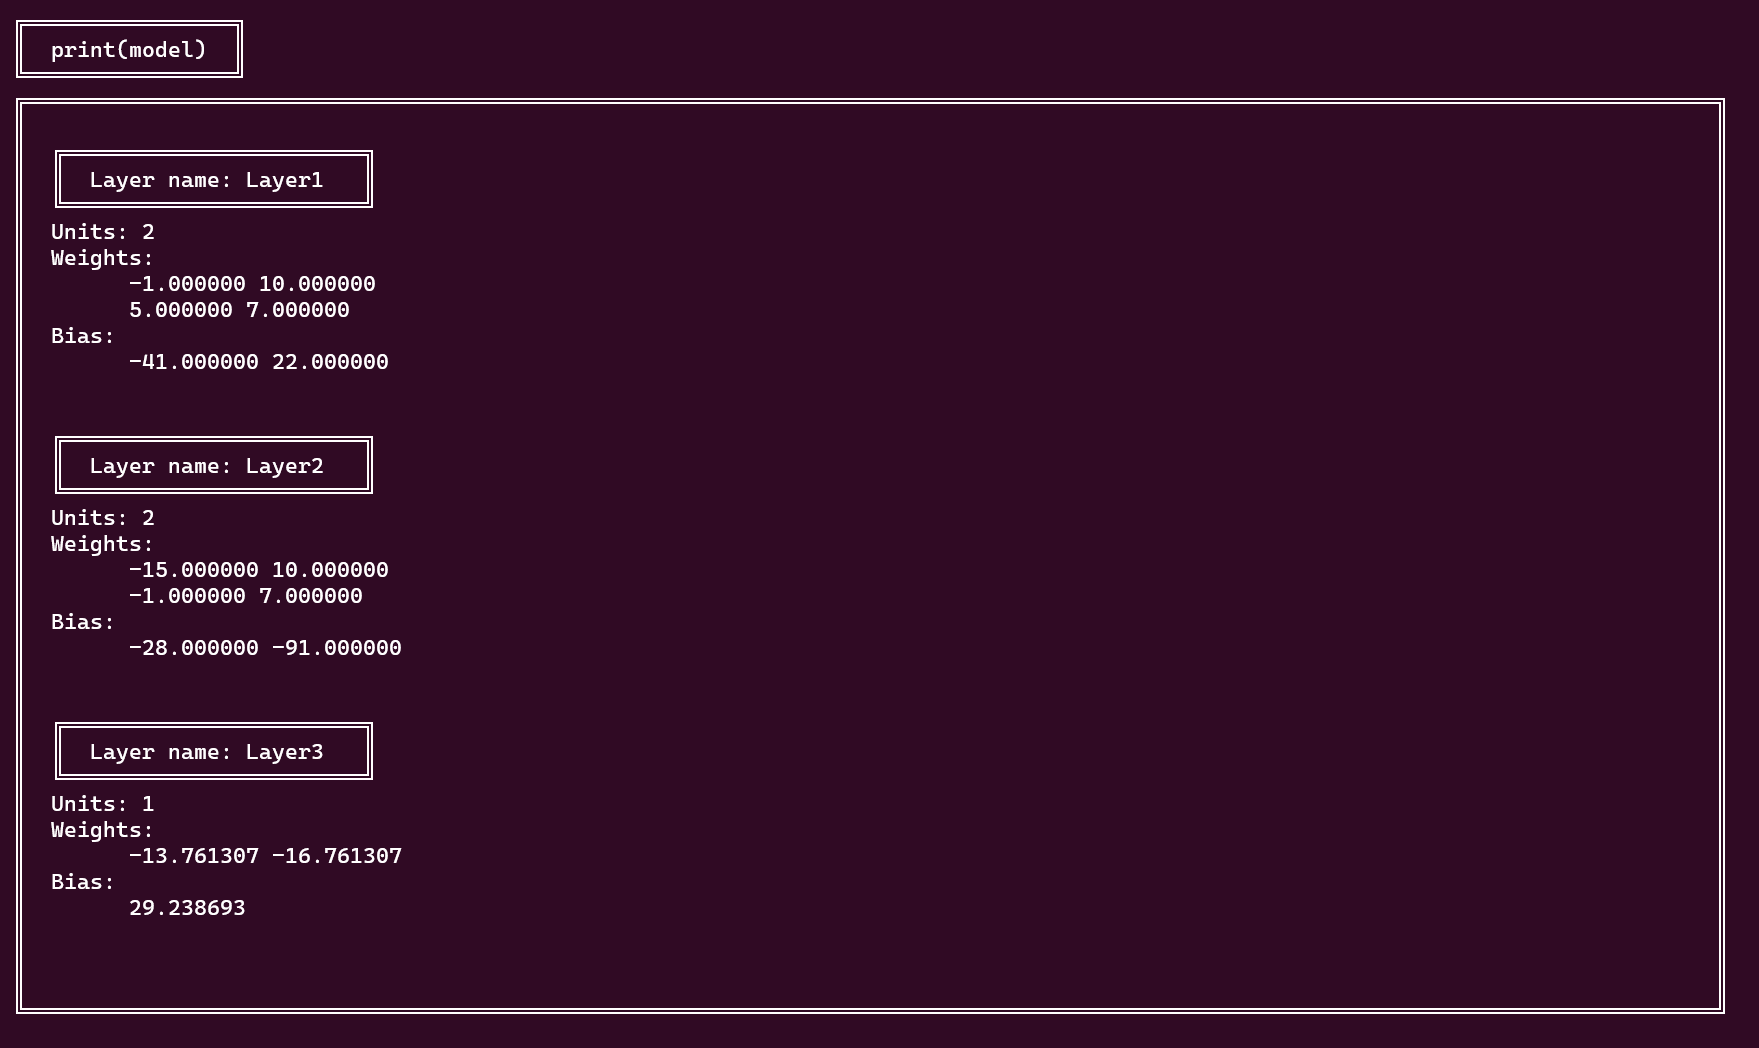 print(model)
Layer name: Layer1
Units: 2
Weights:
-1.000000 10.000000
5.000000 7.000000
Bias:
-41.000000 22.000000
Layer name: Layer2
Units: 2
Weights:
-15.000000 10.000000
-1.000000 7.000000
Bias:
-28.000000 -91.000000
Layer name: Layer3
Units: 1
Weights:
-13.761307 -16.761307
Bias:
29.238693